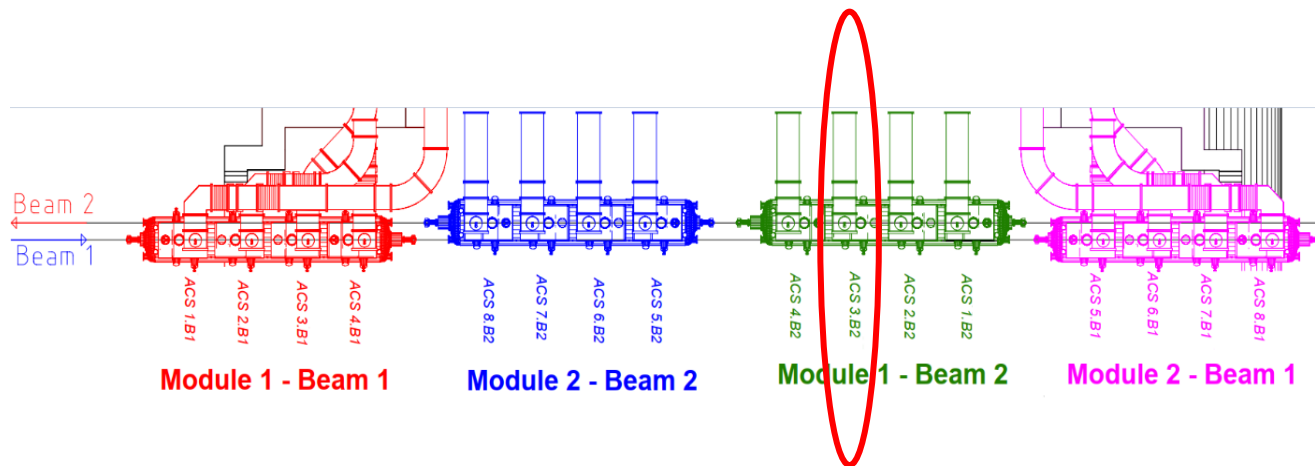 Beam 2
Beam 1
ACS 1.B1
ACS 2.B1
ACS 3.B1
ACS 4.B1
ACS 8.B2
ACS 7.B2
ACS 6.B2
ACS 5.B2
ACS 4.B2
ACS 3.B2
ACS 2.B2
ACS 1.B2
ACS 5.B1
ACS 6.B1
ACS 7.B1
ACS 8.B1
Module 1 - Beam 1
Module 2 - Beam 2
Module 1 - Beam 2
Module 2 - Beam 1